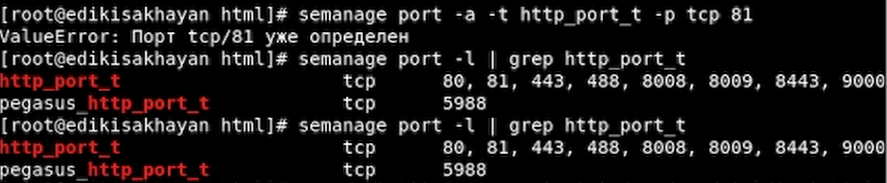 [root@edikisakhayan html]# semanage port -a -t http_port_t -p tcp 81
ValueError: Порт tcp/81 уже определен
[root@edikisakhayan html]# semanage port -l | grep http_port_t
http_port_t tcp 80, 81, 443, 488, 8008, 8009, 8443, 9000
pegasus_http_port_t tcp 5988
[root@edikisakhayan html]# semanage port -l | grep http_port_t
http_port_t tcp 80, 81, 443, 488, 8008, 8009, 8443, 9000
pegasus_http_port_t tcp 5988